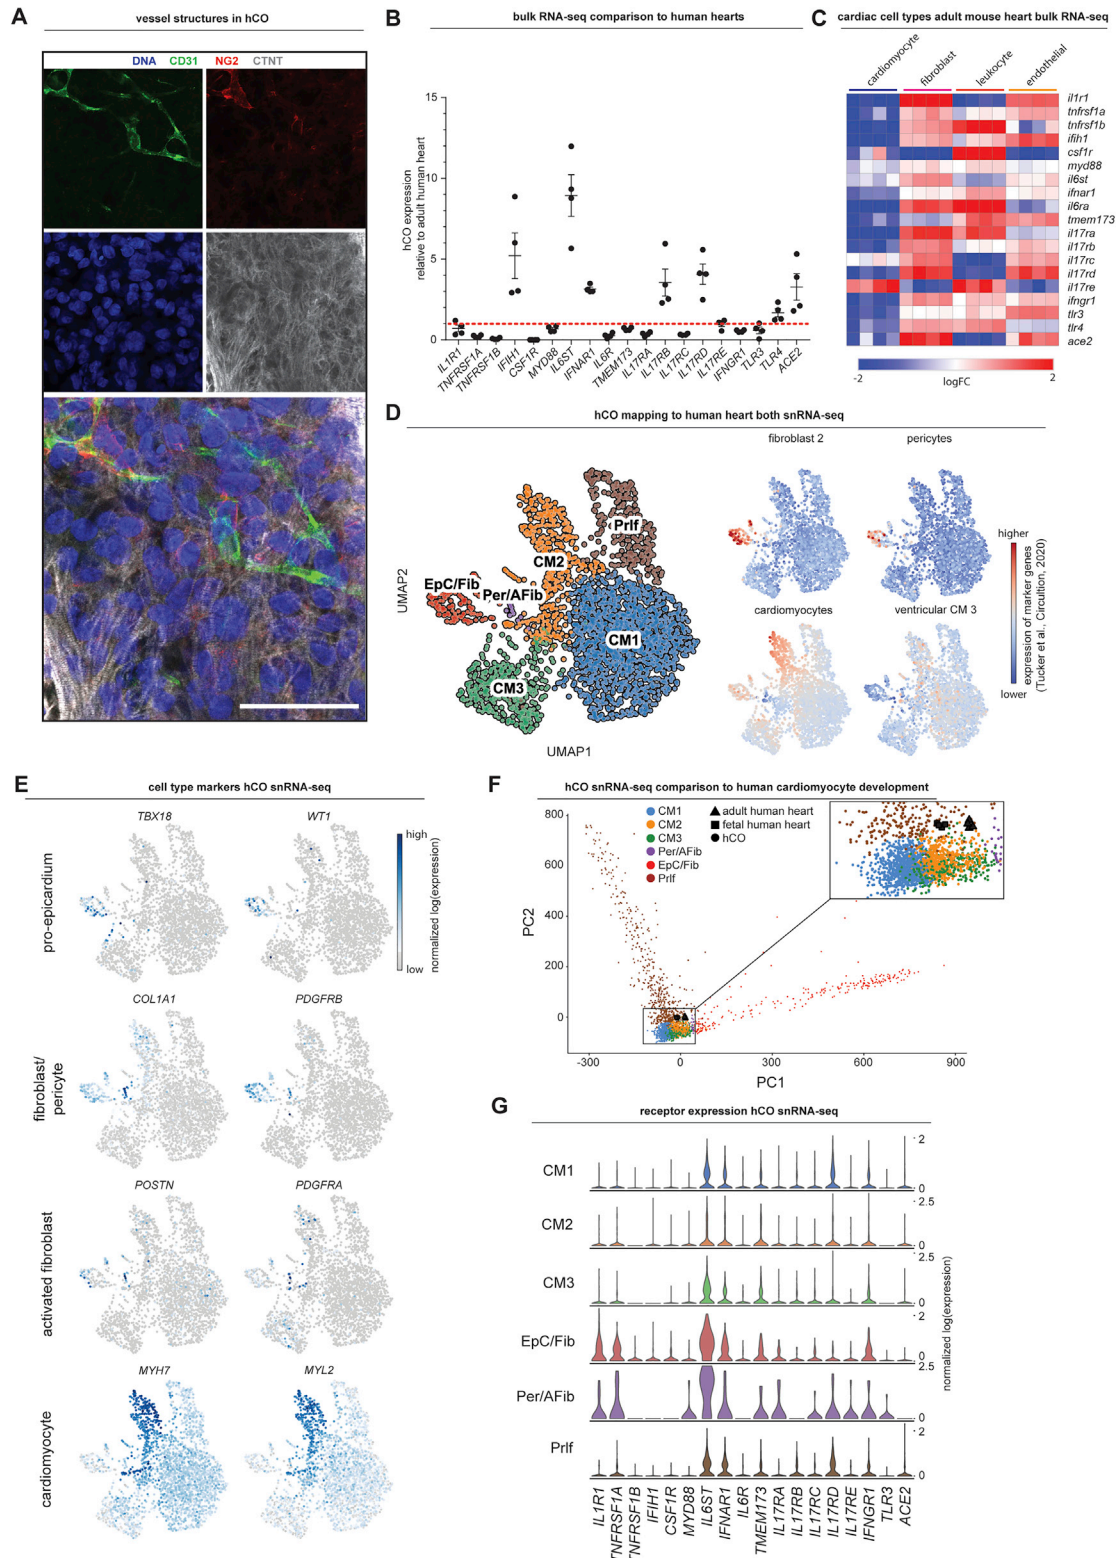 A
vessel structures in hCO
DNA CD31 NG2 CTNT
B
bulk RNA-seq comparison to human hearts
hCO expression
relative to adult human heart
15
10
5
0
IL1R1
TNFRSF1A
TNFRSF1B
IFIH1
CSF1R
MYD88
IL6ST
IFNAR1
IL6R
TMEM173
IL17RA
IL17RB
IL17RC
IL17RD
IL17RE
IFNGR1
TLR3
TLR4
ACE2
C
cardiac cell types adult mouse heart bulk RNA-seq
cardiomyocyte
fibroblast
leukocyte
endothelial
il1r1
tnfrsf1a
tnfrsf1b
ifih1
csf1r
myd88
il6st
ifnar1
il6ra
tmem173
il17ra
il17rb
il17rc
il17rd
il17re
ifngr1
tlr3
tlr4
ace2
-2
2
logFC
D
hCO mapping to human heart both snRNA-seq
UMAP2
UMAP1
PrIf
CM2
EpC/Fib
Per/AFib
CM1
CM3
fibroblast 2
pericytes
cardiomyocytes
ventricular CM 3
higher
lower
expression of marker genes
(Tucker et al., Circultion, 2020)
E
cell type markers hCO snRNA-seq
TBX18
WT1
pro-epicardium
high
low
normalized log(expression)
COL1A1
PDGFRB
fibroblast/
pericyte
POSTN
PDGFRA
activated fibroblast
MYH7
MYL2
cardiomyocyte
F
hCO snRNA-seq comparison to human cardiomyocyte development
CM1
CM2
CM3
Per/AFib
EpC/Fib
PrIf
adult human heart
fetal human heart
hCO
PC2
800
600
400
200
0
-300
0
300
600
900
PC1
G
receptor expression hCO snRNA-seq
CM1
2
0
CM2
2.5
0
CM3
2.5
0
EpC/Fib
2
0
Per/AFib
2.5
0
PrIf
2
0
normalized log(expression)
IL1R1
TNFRSF1A
TNFRSF1B
IFIH1
CSF1R
MYD88
IL6ST
IFNAR1
IL6R
TMEM173
IL17RA
IL17RB
IL17RC
IL17RD
IL17RE
IFNGR1
TLR3
ACE2